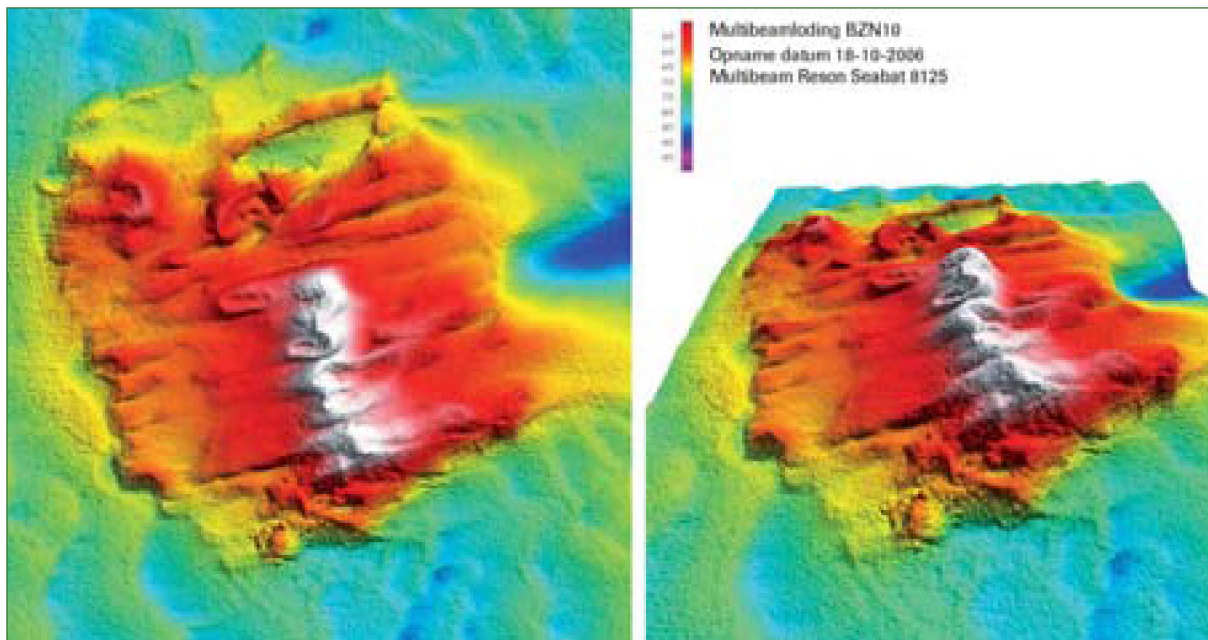 Multibeamloding BZN10
Opname datum 18-10-2006
Multibeam Reson Seabat 8125